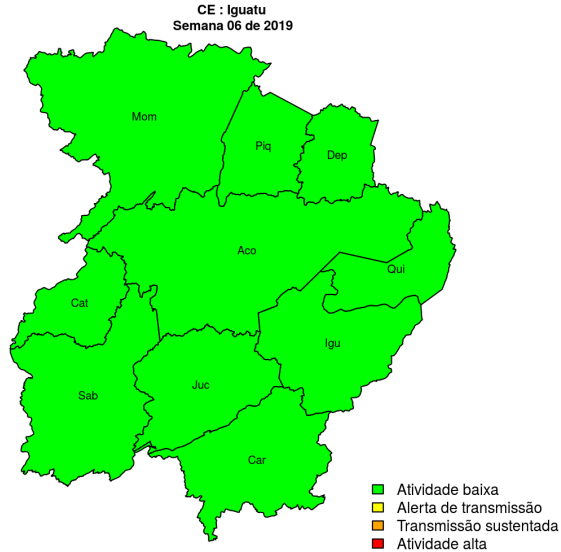 CE : Iguatu
Semana 06 de 2019
Mom
Piq
Dep
Aco
Qui
Cat
Igu
Juc
Sab
Car
Atividade baixa
Alerta de transmissão
Transmissão sustentada
Atividade alta